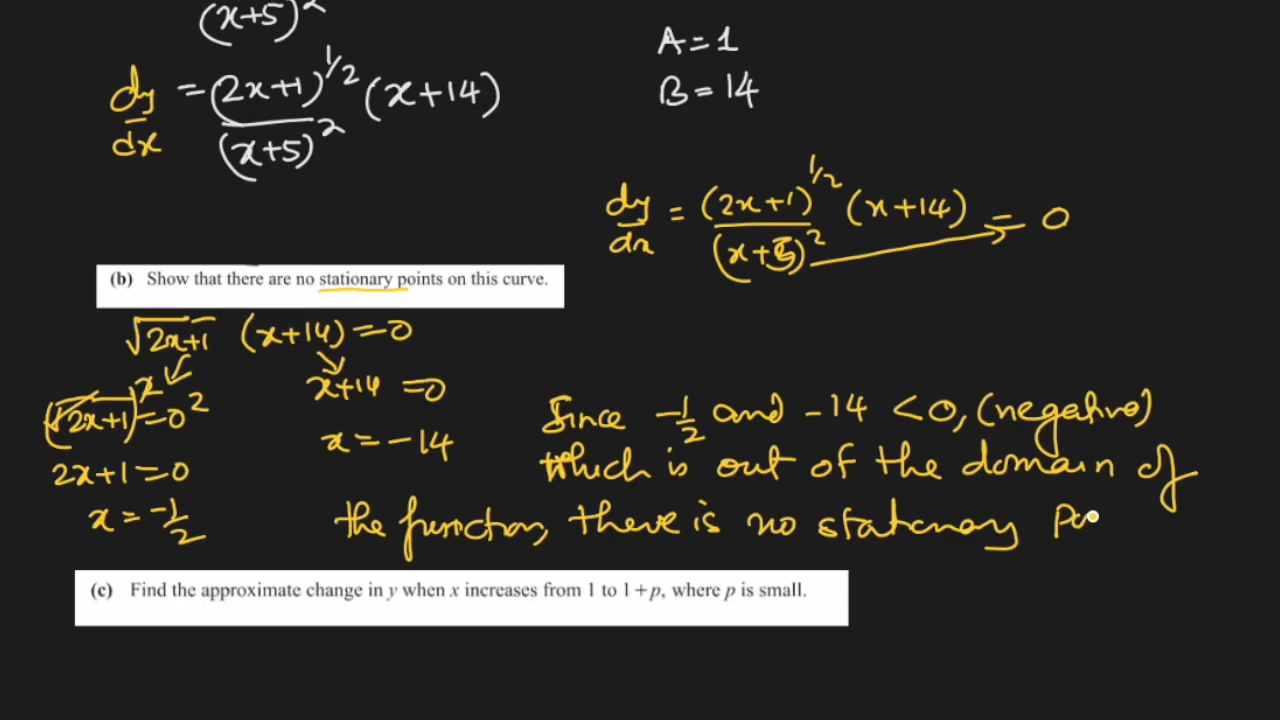 (x+5)²
dy/dx = (2x+1)^1/2 (x+14) / (x+5)²
A = 1
B = 14
dy/dx = (2x+1)^1/2 (x+14) / (x+5)² = 0
(b) Show that there are no stationary points on this curve.
√2x+1 (x+14) = 0
(√2x+1)² = 0²
2x+1 = 0
x = -1/2
x+14 = 0
x = -14
Since -1/2 and -14 < 0, (negative)
which is out of the domain of
the function, there is no stationary Po
(c) Find the approximate change in y when x increases from 1 to 1+p, where p is small.